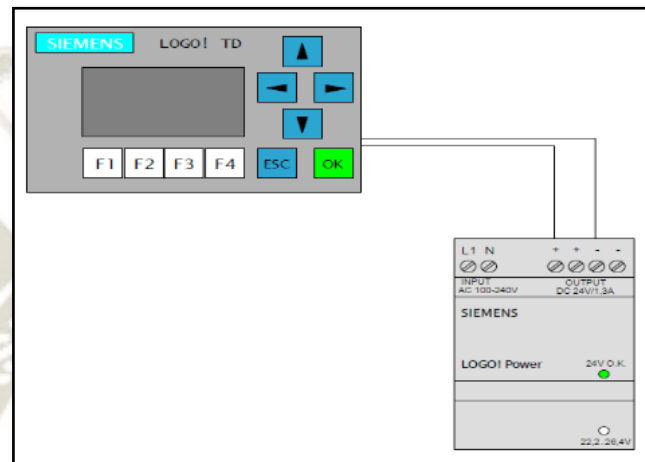 SIEMENS LOGO! TD
F1 F2 F3 F4 ESC OK
L1 N + + - -
INPUT OUTPUT
AC 100-240V DC 24V/1,3A
SIEMENS
LOGO! Power 24V O.K.
22,2..26,4V